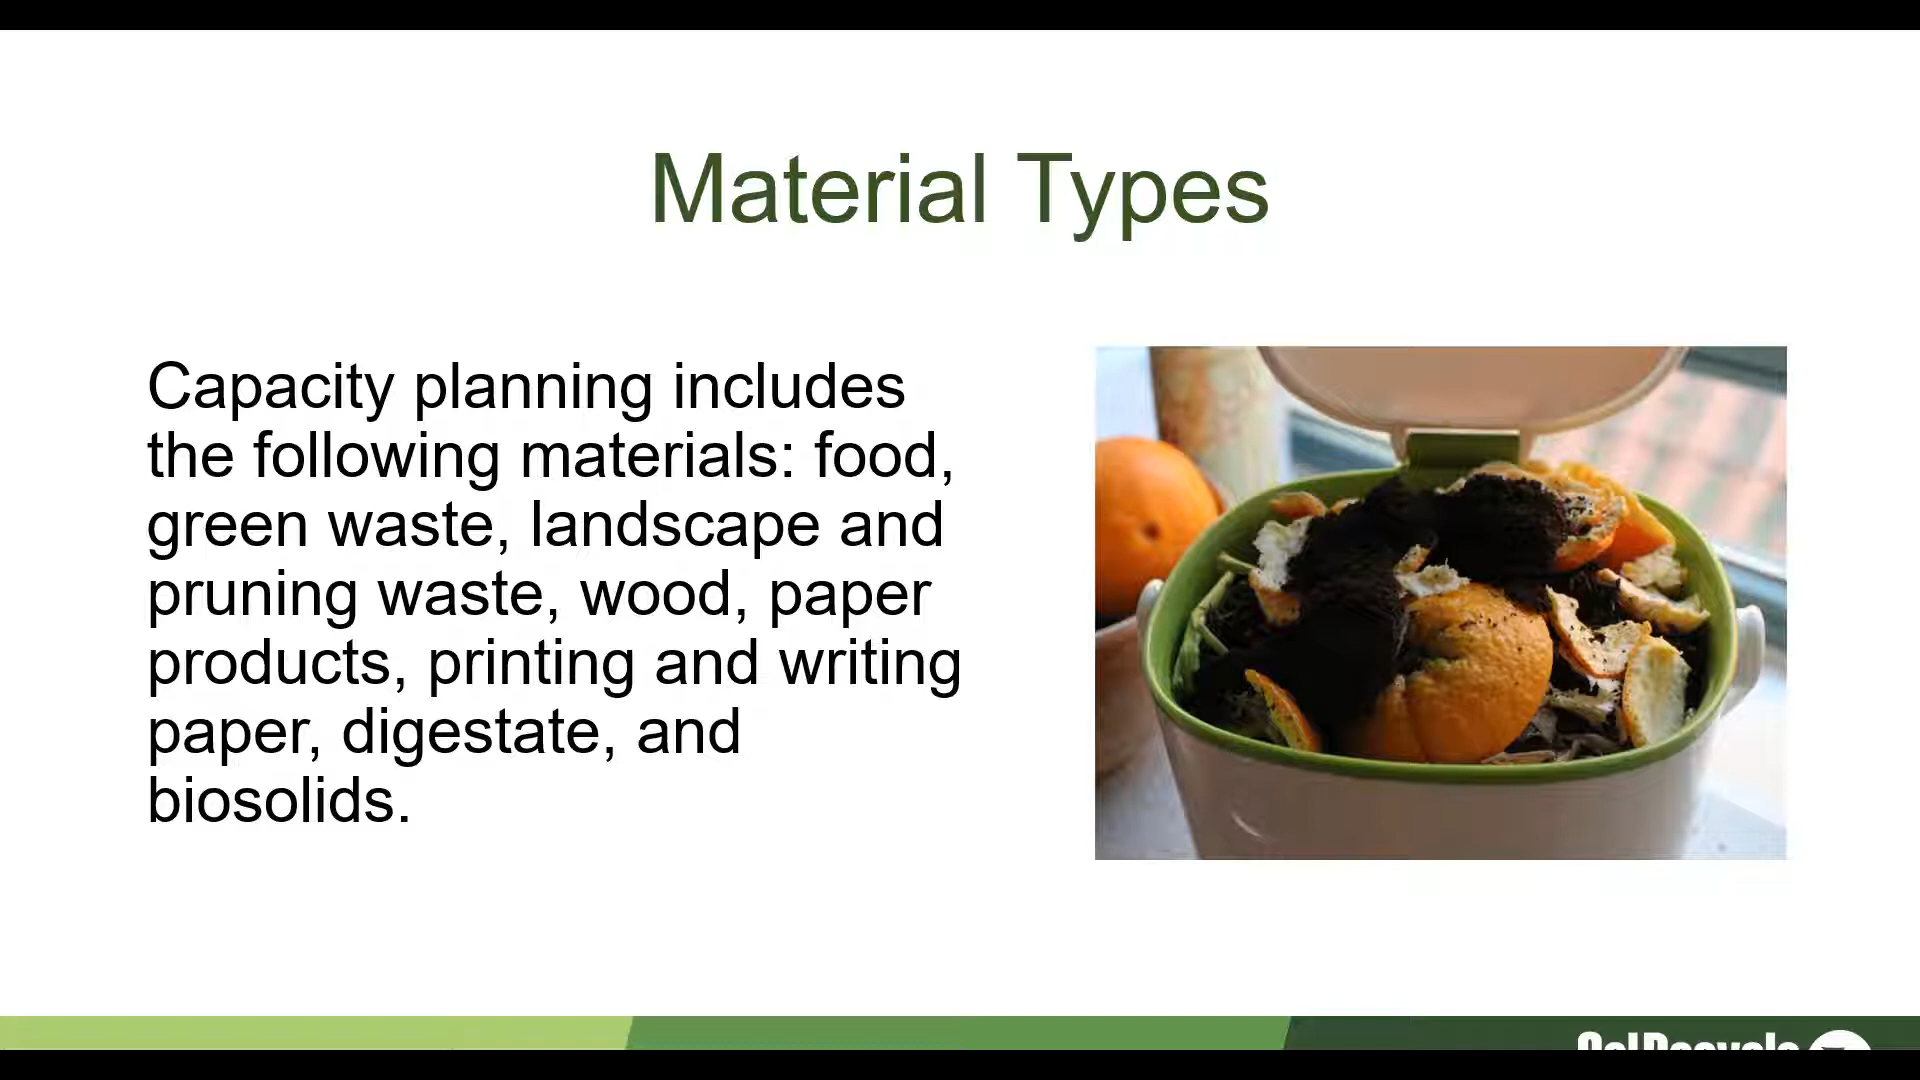 Material Types
Capacity planning includes
the following materials: food,
green waste, landscape and
pruning waste, wood, paper
products, printing and writing
paper, digestate, and
biosolids.
CalRecycle